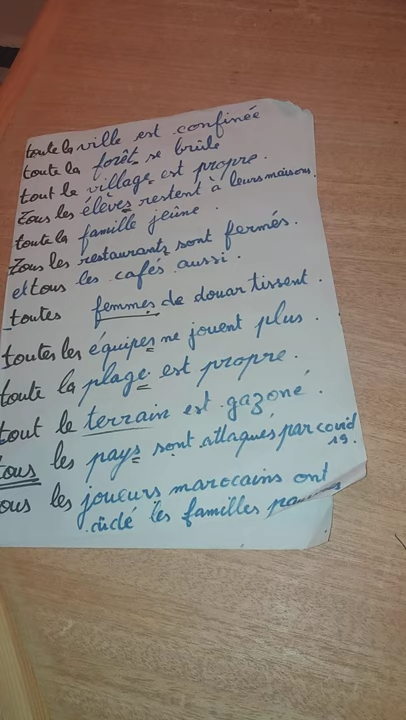 toute la ville est confinée
toute la forêt se brûle
tout le village est propre.
Tous les élèves restent à leurs maisons.
toute la famille jeûne.
Tous les restaurants sont fermés.
et tous les cafés aussi.
toutes femmes de douar tissent.
toutes les équipes ne jouent plus.
toute la plage est propre.
tout le terrain est gazoné.
tous les pays sont attaqués par covid
19.
ous les joueurs marocains ont
aidé les familles